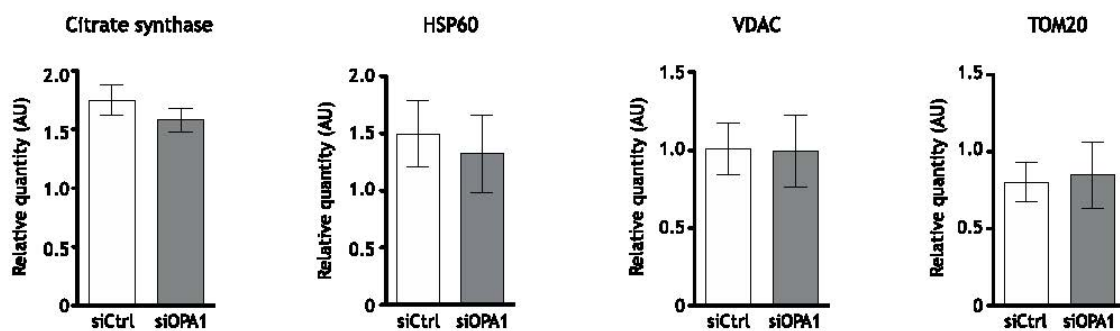 Citrate synthase
Relative quantity (AU)
2.0
1.5
1.0
0.5
0
siCtrl siOPA1
HSP60
Relative quantity (AU)
2.0
1.5
1.0
0.5
0
siCtrl siOPA1
VDAC
Relative quantity (AU)
1.5
1.0
0.5
0
siCtrl siOPA1
TOM20
Relative quantity (AU)
1.5
1.0
0.5
0
siCtrl siOPA1